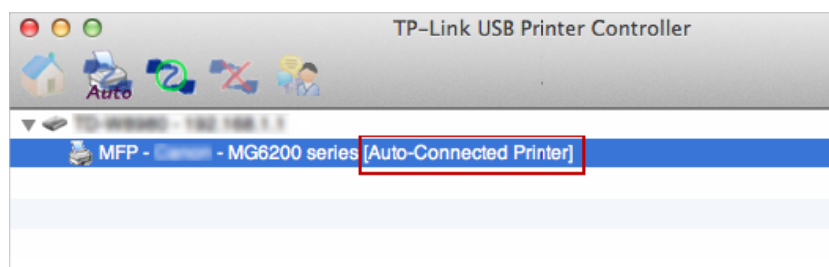 TP-Link USB Printer Controller
Auto
MFP - - MG6200 series [Auto-Connected Printer]